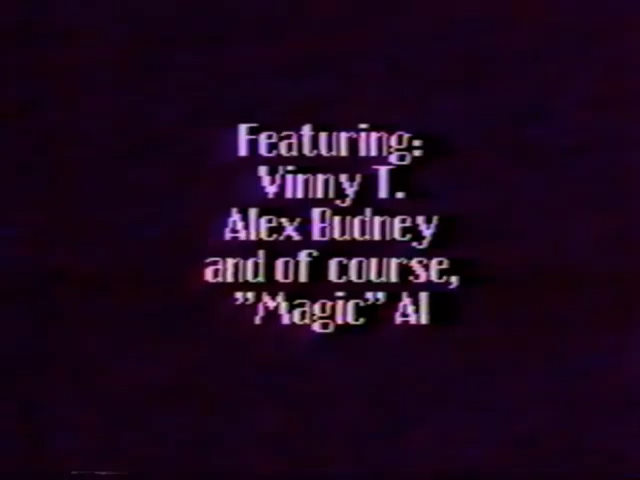 Featuring:
Vinny T.
Alex Budney
and of course,
"Magic" Al